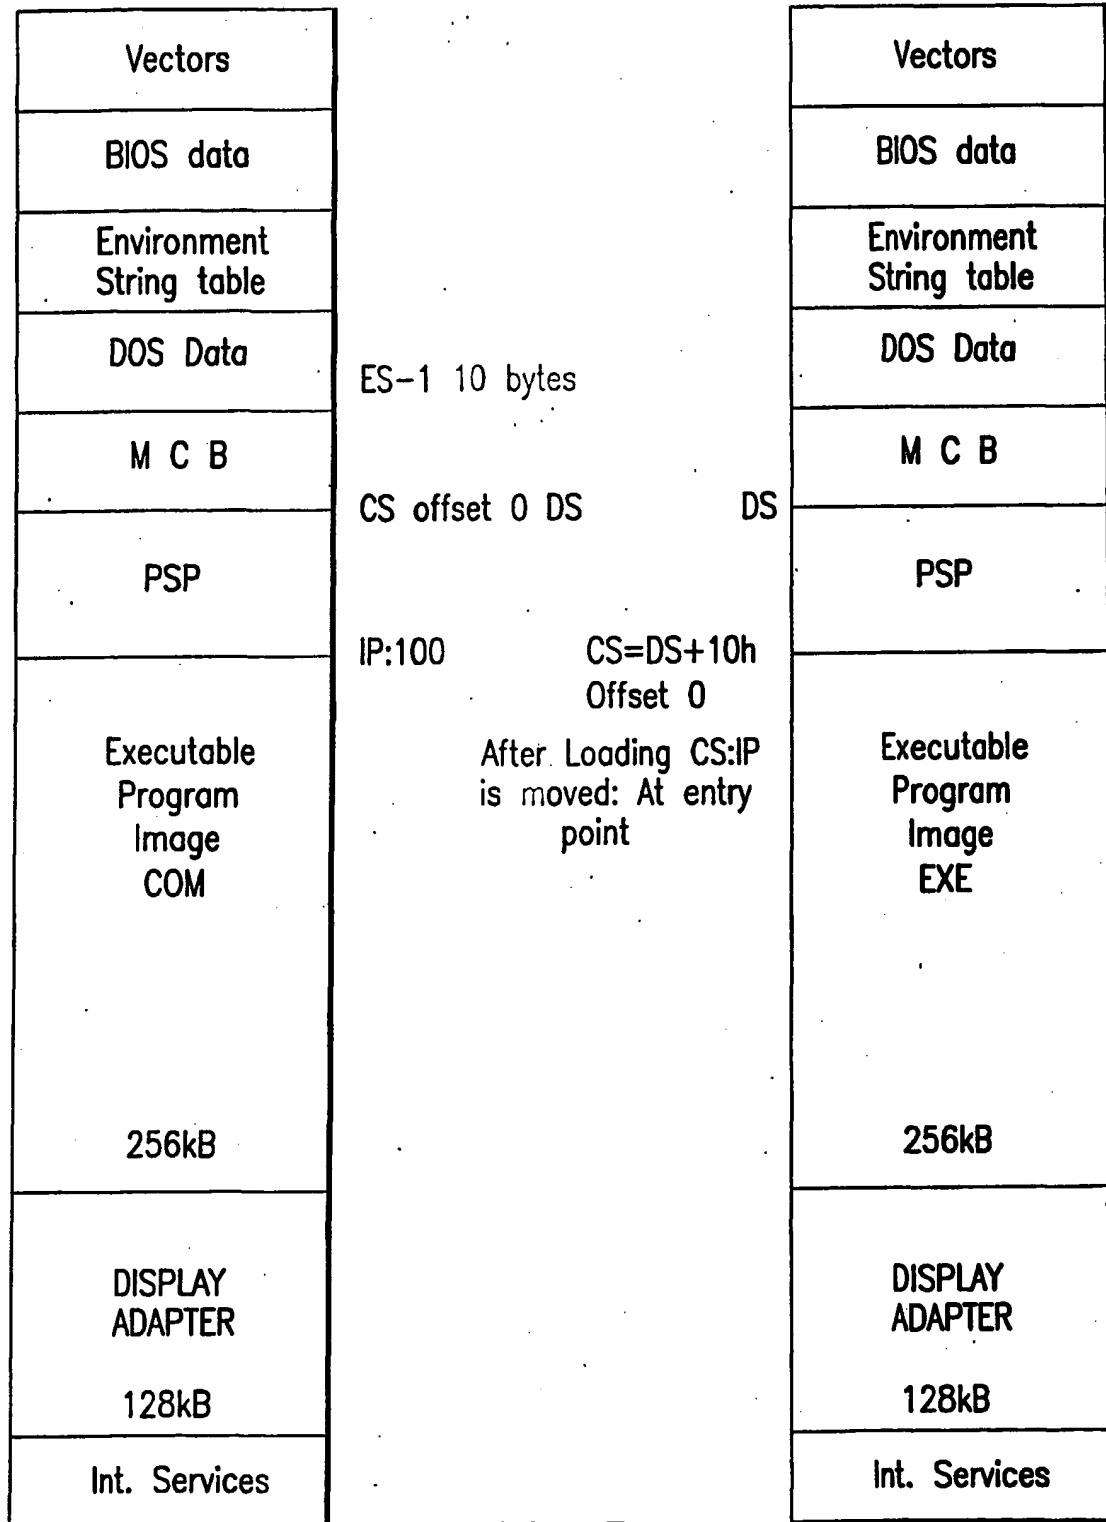 Vectors
BIOS data
Environment
String table
DOS Data
M C B
PSP
Executable
Program
Image
COM
256kB
DISPLAY
ADAPTER
128kB
Int. Services
ES-1 10 bytes
CS offset 0 DS
DS
IP:100
CS=DS+10h
Offset 0
After Loading CS:IP
is moved: At entry
point
Vectors
BIOS data
Environment
String table
DOS Data
M C B
PSP
Executable
Program
Image
EXE
256kB
DISPLAY
ADAPTER
128kB
Int. Services